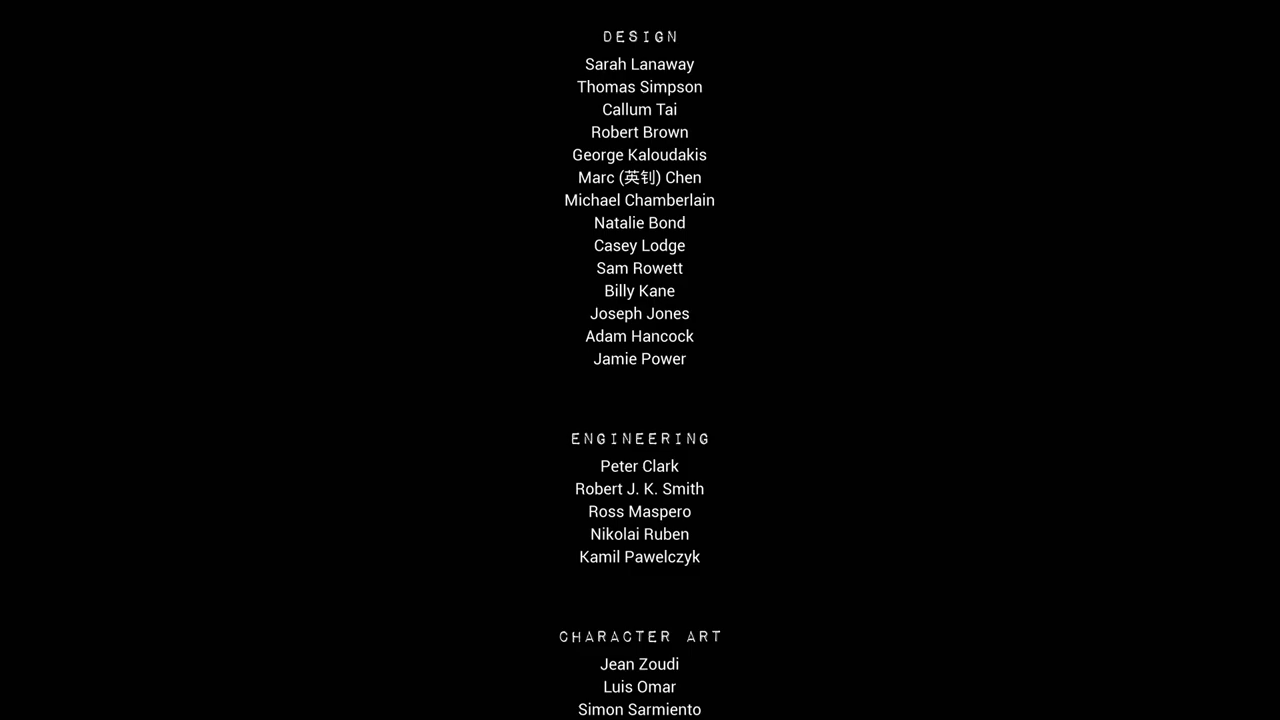 DESIGN
Sarah Lanaway
Thomas Simpson
Callum Tai
Robert Brown
George Kaloudakis
Marc (英钊) Chen
Michael Chamberlain
Natalie Bond
Casey Lodge
Sam Rowett
Billy Kane
Joseph Jones
Adam Hancock
Jamie Power
ENGINEERING
Peter Clark
Robert J. K. Smith
Ross Maspero
Nikolai Ruben
Kamil Pawelczyk
CHARACTER ART
Jean Zoudi
Luis Omar
Simon Sarmiento